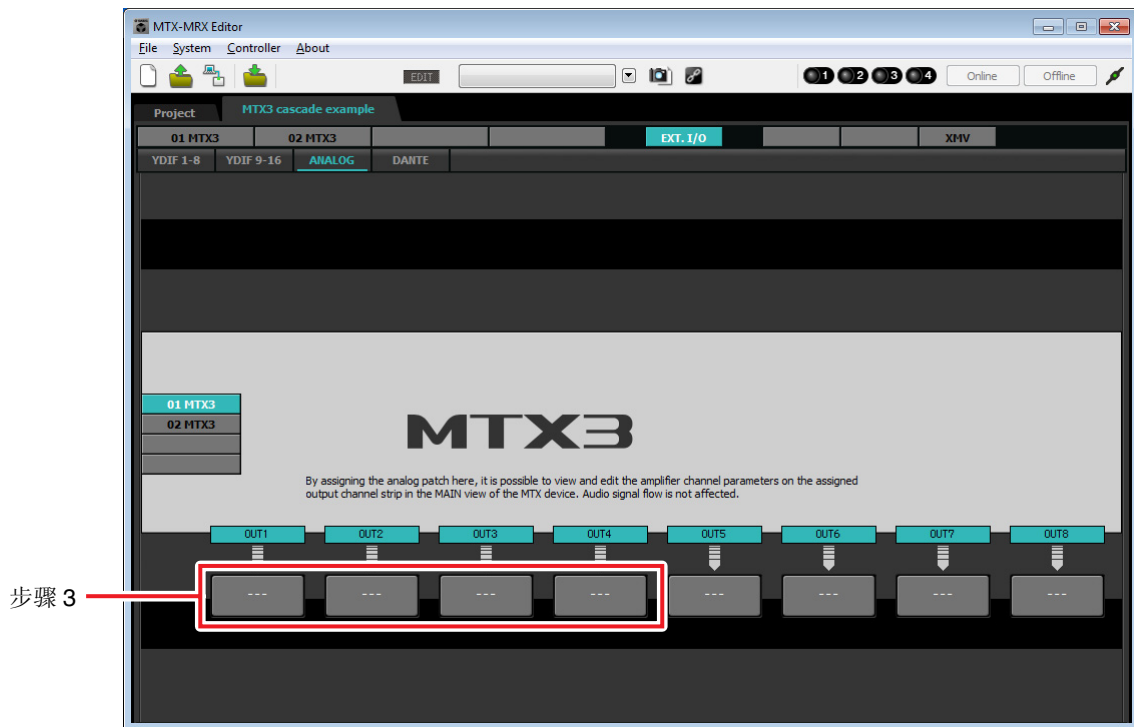 MTX-MRX Editor
File System Controller About
EDIT
1 2 3 4 Online Offline
Project MTX3 cascade example
01 MTX3 02 MTX3 EXT. I/O XMV
YDIF 1-8 YDIF 9-16 ANALOG DANTE
01 MTX3
02 MTX3
MTX3
By assigning the analog patch here, it is possible to view and edit the amplifier channel parameters on the assigned
output channel strip in the MAIN view of the MTX device. Audio signal flow is not affected.
OUT1 OUT2 OUT3 OUT4 OUT5 OUT6 OUT7 OUT8
步骤 3
--- --- --- --- --- --- --- ---